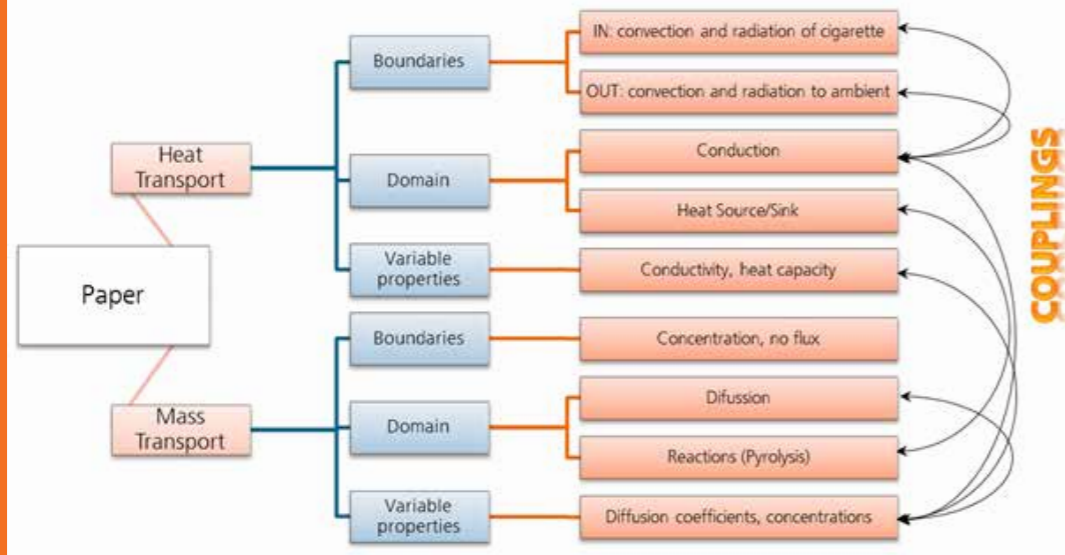 IN: convection and radiation of cigarette
Boundaries
OUT: convection and radiation to ambient
Heat
Transport
Conduction
Domain
Heat Source/Sink
Variable
properties
Conductivity, heat capacity
Paper
Boundaries
Concentration, no flux
Mass
Transport
Difussion
Domain
Reactions (Pyrolysis)
Variable
properties
Diffusion coefficients, concentrations
COUPLINGS